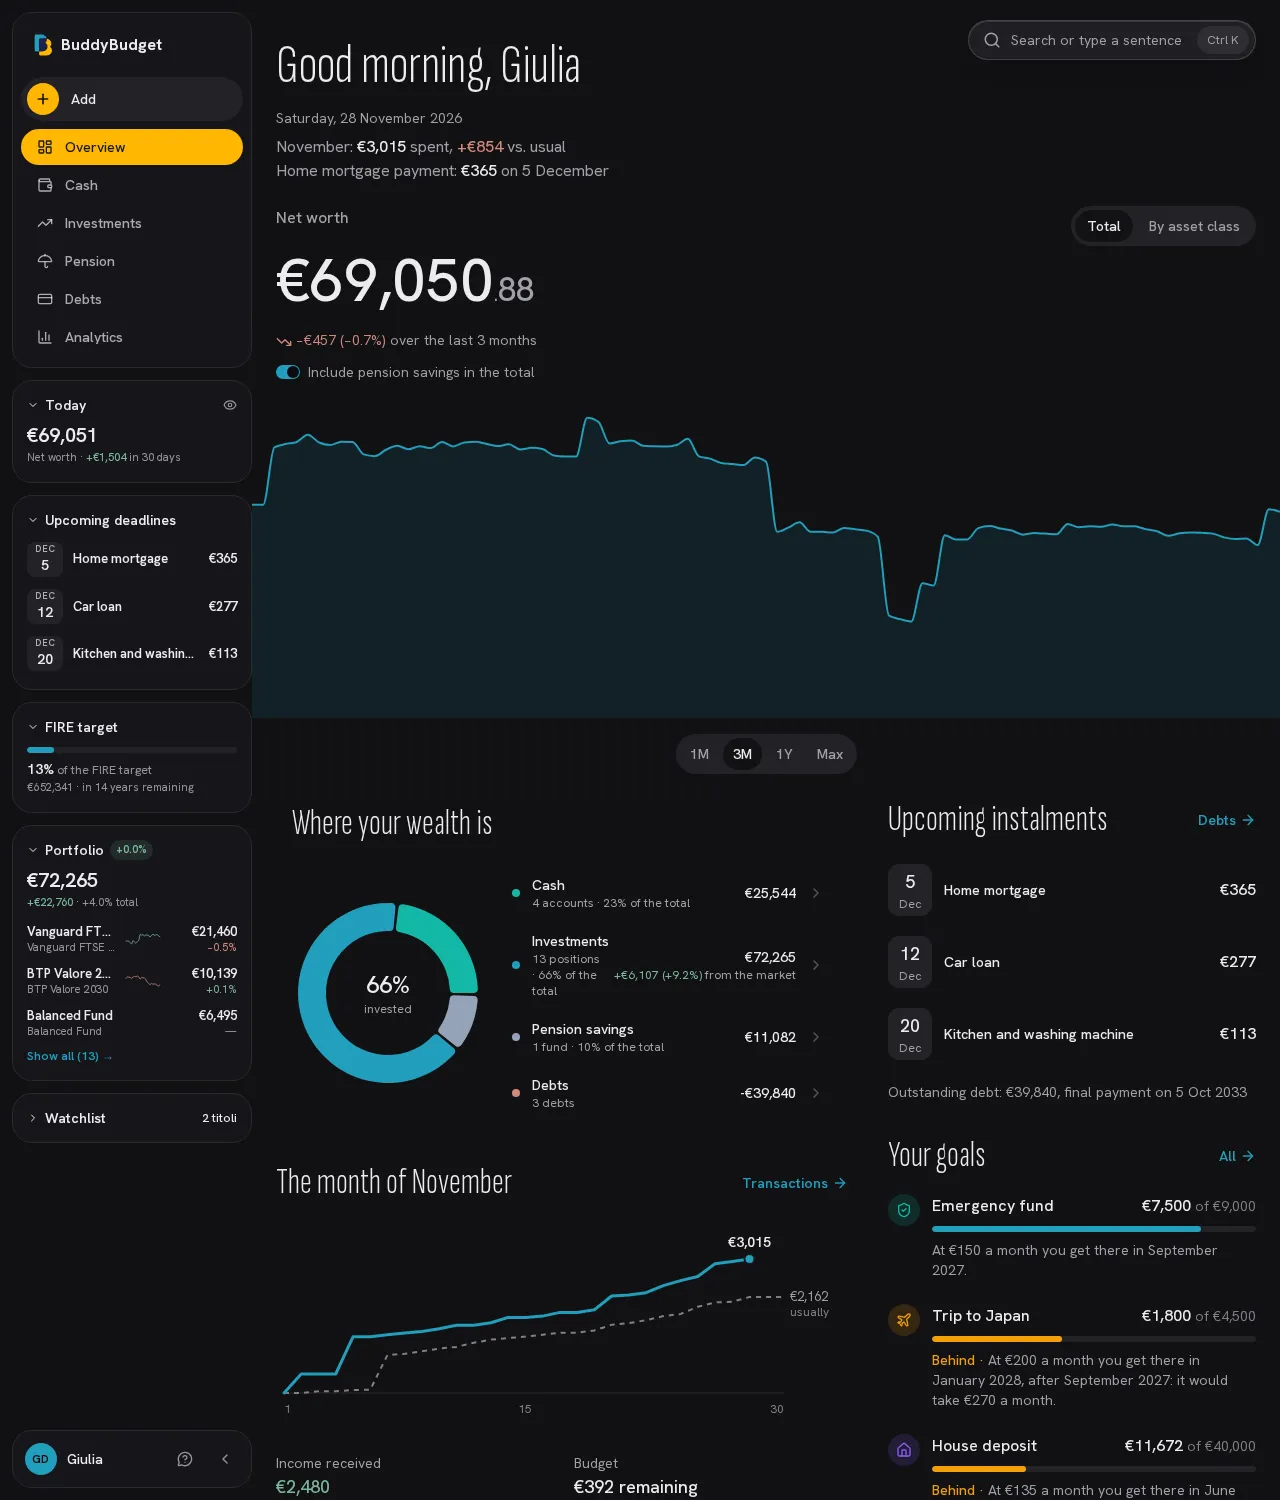 BuddyBudget
Add
Overview
Cash
Investments
Pension
Debts
Analytics
Today
€69,051
Net worth · +€1,504 in 30 days
Upcoming deadlines
DEC
5
Home mortgage
€365
DEC
12
Car loan
€277
DEC
20
Kitchen and washin...
€113
FIRE target
13% of the FIRE target
€652,341 · in 14 years remaining
Portfolio
+0.0%
€72,265
+€22,760 · +4.0% total
Vanguard FT...
€21,460
Vanguard FTSE ...
−0.5%
BTP Valore 2...
€10,139
BTP Valore 2030
+0.1%
Balanced Fund
€6,495
Balanced Fund
—
Show all (13) →
Watchlist
2 titoli
GD
Giulia
Good morning, Giulia
Search or type a sentence
Ctrl K
Saturday, 28 November 2026
November: €3,015 spent, +€854 vs. usual
Home mortgage payment: €365 on 5 December
Net worth
Total
By asset class
€69,050.88
−€457 (−0.7%) over the last 3 months
Include pension savings in the total
1M
3M
1Y
Max
Where your wealth is
66%
invested
Cash
4 accounts · 23% of the total
€25,544
Investments
13 positions
· 66% of the
total
€72,265
+€6,107 (+9.2%) from the market
Pension savings
1 fund · 10% of the total
€11,082
Debts
3 debts
-€39,840
The month of November
Transactions →
€3,015
€2,162
usually
1
15
30
Income received
€2,480
Budget
€392 remaining
Upcoming instalments
Debts →
5
Dec
Home mortgage
€365
12
Dec
Car loan
€277
20
Dec
Kitchen and washing machine
€113
Outstanding debt: €39,840, final payment on 5 Oct 2033
Your goals
All →
Emergency fund
€7,500 of €9,000
At €150 a month you get there in September
2027.
Trip to Japan
€1,800 of €4,500
Behind · At €200 a month you get there in
January 2028, after September 2027: it would
take €270 a month.
House deposit
€11,672 of €40,000
Behind · At €135 a month you get there in June